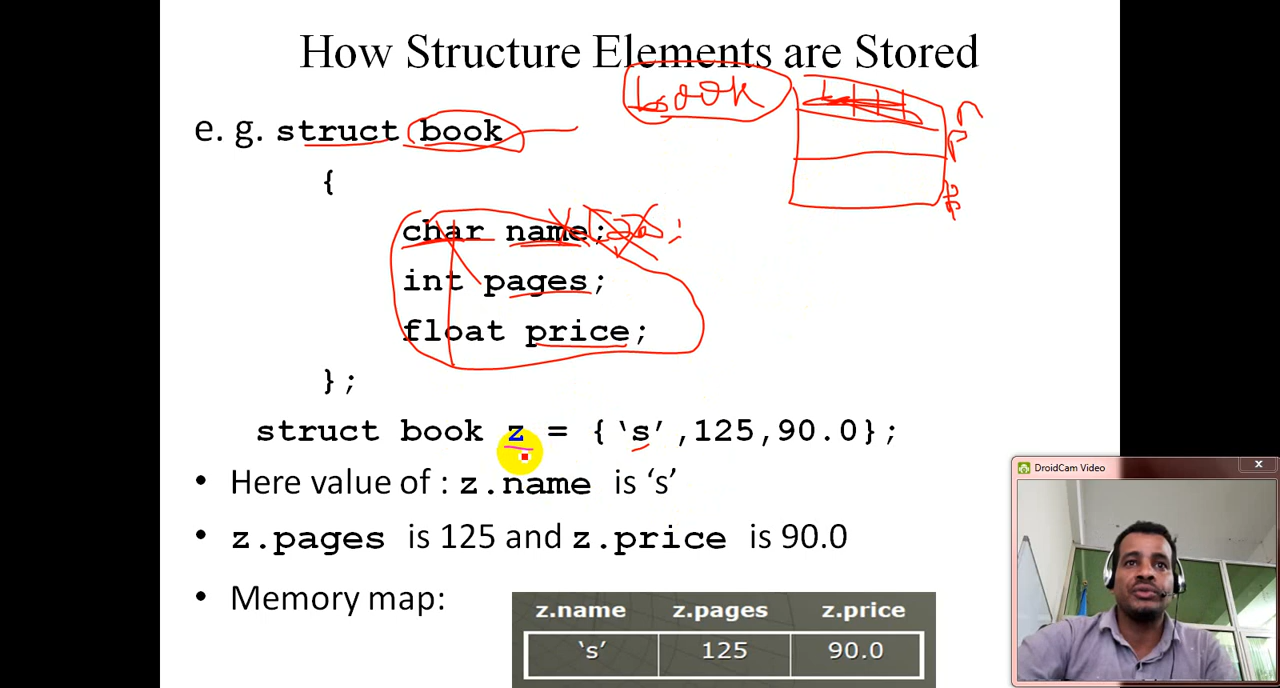 How Structure Elements are Stored
book
e. g. struct book
n
p
{
char name;
int pages;
float price;
};
struct book z = {‘s’,125,90.0};
• Here value of : z.name is ‘s’
• z.pages is 125 and z.price is 90.0
• Memory map:
z.name z.pages z.price
‘s’ 125 90.0
DroidCam Video